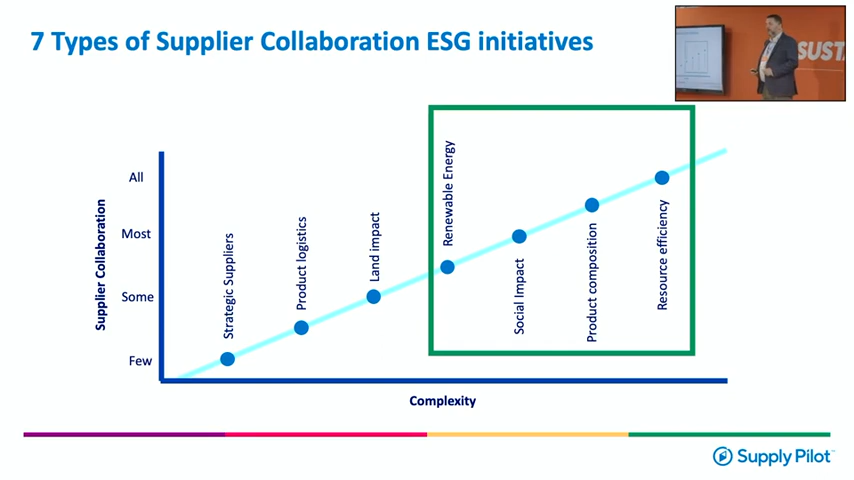 7 Types of Supplier Collaboration ESG initiatives
SUST
Supplier Collaboration
All
Most
Some
Few
Strategic Suppliers
Product logistics
Land impact
Renewable Energy
Social Impact
Product composition
Resource efficiency
Complexity
Supply Pilot